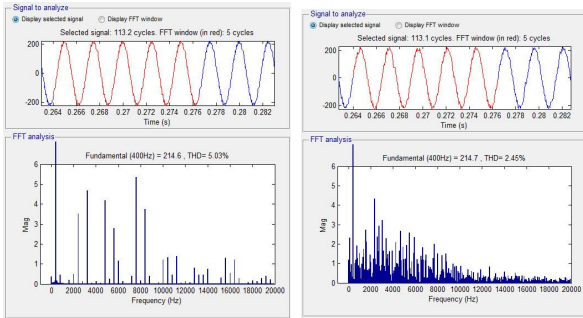 Signal to analyze
Display selected signal Display FFT window
Selected signal: 113.2 cycles. FFT window (in red): 5 cycles
200
0
-200
0.264 0.266 0.268 0.27 0.272 0.274 0.276 0.278 0.28 0.282
Time (s)
FFT analysis
Fundamental (400Hz) = 214.6 , THD= 5.03%
6
5
4
3
2
1
0
Mag
0 2000 4000 6000 8000 10000 12000 14000 16000 18000 20000
Frequency (Hz)
Signal to analyze
Display selected signal Display FFT window
Selected signal: 113.1 cycles. FFT window (in red): 5 cycles
200
0
-200
0.264 0.266 0.268 0.27 0.272 0.274 0.276 0.278 0.28 0.282
Time (s)
FFT analysis
Fundamental (400Hz) = 214.7 , THD= 2.45%
6
5
4
3
2
1
0
Mag
0 2000 4000 6000 8000 10000 12000 14000 16000 18000 20000
Frequency (Hz)